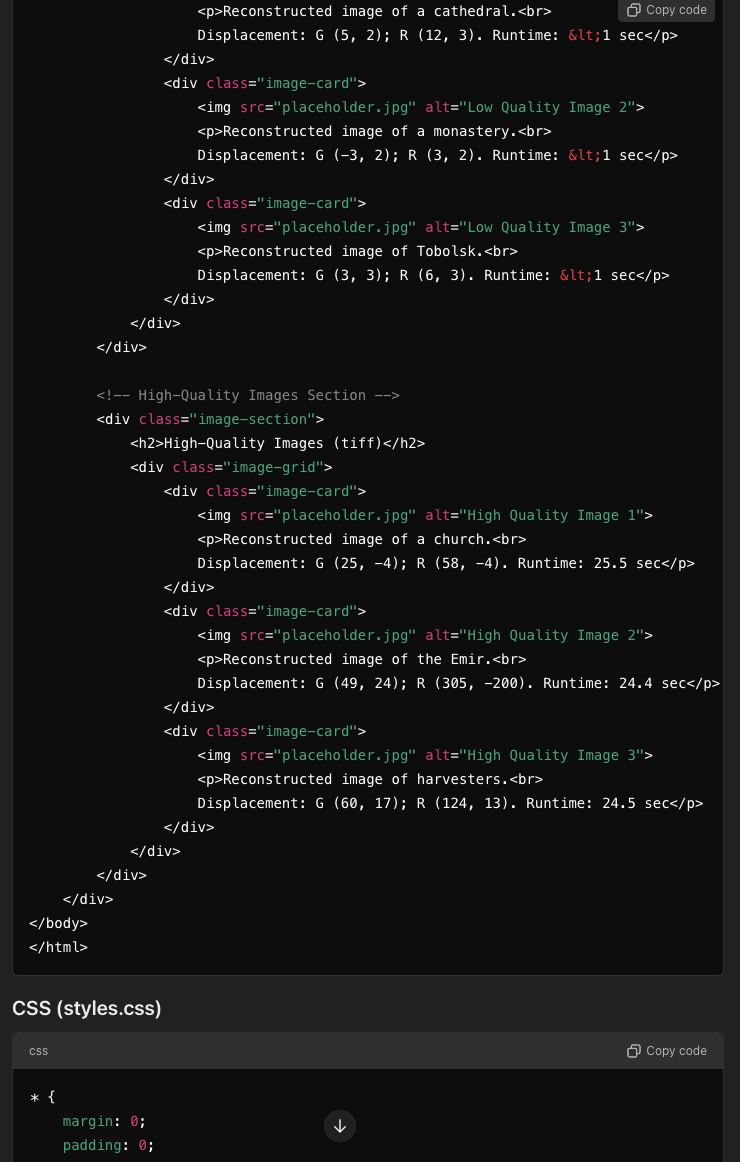 <p>Reconstructed image of a cathedral.<br>
Copy code
Displacement: G (5, 2); R (12, 3). Runtime: &lt;1 sec</p>
</div>
<div class="image-card">
<img src="placeholder.jpg" alt="Low Quality Image 2">
<p>Reconstructed image of a monastery.<br>
Displacement: G (−3, 2); R (3, 2). Runtime: &lt;1 sec</p>
</div>
<div class="image-card">
<img src="placeholder.jpg" alt="Low Quality Image 3">
<p>Reconstructed image of Tobolsk.<br>
Displacement: G (3, 3); R (6, 3). Runtime: &lt;1 sec</p>
</div>
</div>
</div>
<!-- High-Quality Images Section -->
<div class="image-section">
<h2>High-Quality Images (tiff)</h2>
<div class="image-grid">
<div class="image-card">
<img src="placeholder.jpg" alt="High Quality Image 1">
<p>Reconstructed image of a church.<br>
Displacement: G (25, −4); R (58, −4). Runtime: 25.5 sec</p>
</div>
<div class="image-card">
<img src="placeholder.jpg" alt="High Quality Image 2">
<p>Reconstructed image of the Emir.<br>
Displacement: G (49, 24); R (305, −200). Runtime: 24.4 sec</p>
</div>
<div class="image-card">
<img src="placeholder.jpg" alt="High Quality Image 3">
<p>Reconstructed image of harvesters.<br>
Displacement: G (60, 17); R (124, 13). Runtime: 24.5 sec</p>
</div>
</div>
</div>
</div>
</body>
</html>
CSS (styles.css)
css
Copy code
* {
margin: 0;
padding: 0;